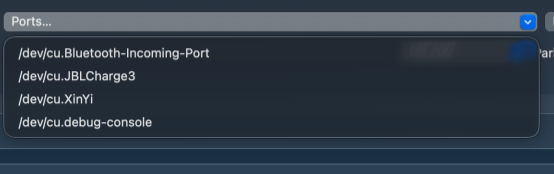 Ports...
/dev/cu.Bluetooth-Incoming-Port
/dev/cu.JBLCharge3
/dev/cu.XinYi
/dev/cu.debug-console